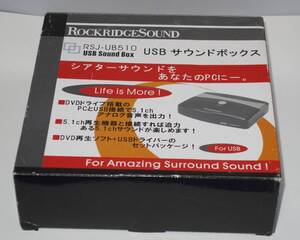 ROCKRIDGESOUND
RSJ-UB510
USB Sound Box
USB サウンドボックス
シアターサウンドを
あなたのPCに―。
Life is More !
■DVDドライブ搭載の
PCとUSB接続で5.1ch
アナログ音声を出力！
■5.1ch再生機器と接続すれば迫力
ある5.1chサウンドが楽しめます！
■DVD再生ソフト・USBドライバーの
セットパッケージ！
For USB
For Amazing Surround Sound !